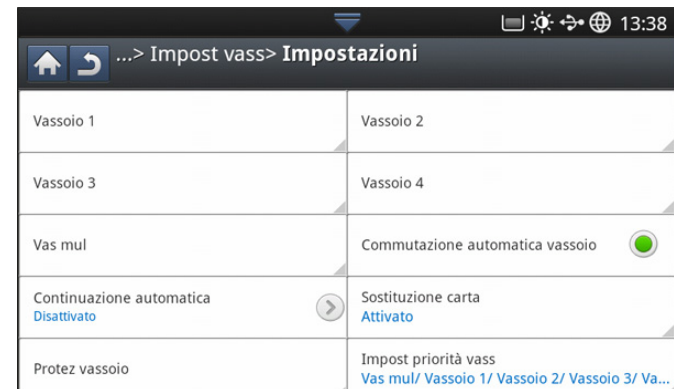 13:38
...> Impost vass> Impostazioni
Vassoio 1
Vassoio 2
Vassoio 3
Vassoio 4
Vas mul
Commutazione automatica vassoio
Continuazione automatica
Disattivato
Sostituzione carta
Attivato
Protez vassoio
Impost priorità vass
Vas mul/ Vassoio 1/ Vassoio 2/ Vassoio 3/ Va...